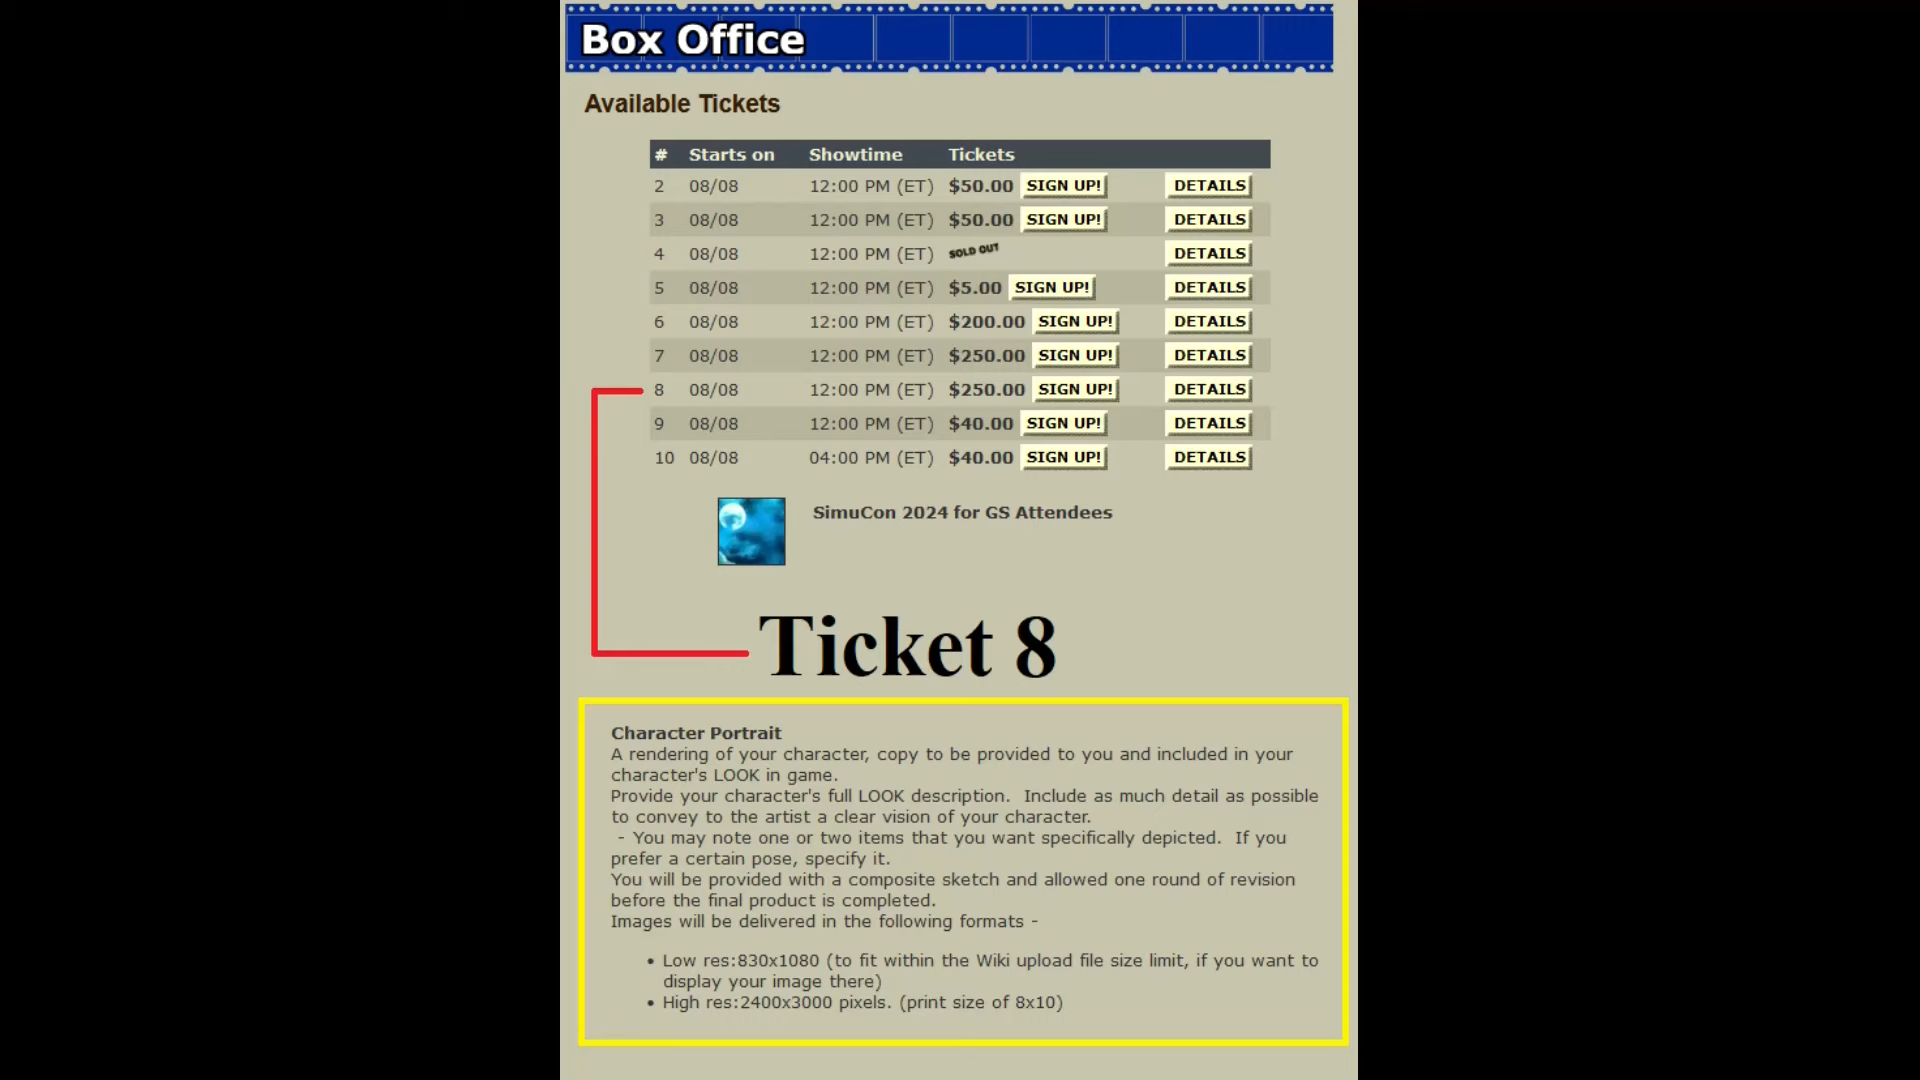 Box Office
Available Tickets
# Starts on Showtime Tickets
2 08/08 12:00 PM (ET) $50.00 SIGN UP! DETAILS
3 08/08 12:00 PM (ET) $50.00 SIGN UP! DETAILS
4 08/08 12:00 PM (ET) SOLD OUT DETAILS
5 08/08 12:00 PM (ET) $5.00 SIGN UP! DETAILS
6 08/08 12:00 PM (ET) $200.00 SIGN UP! DETAILS
7 08/08 12:00 PM (ET) $250.00 SIGN UP! DETAILS
8 08/08 12:00 PM (ET) $250.00 SIGN UP! DETAILS
9 08/08 12:00 PM (ET) $40.00 SIGN UP! DETAILS
10 08/08 04:00 PM (ET) $40.00 SIGN UP! DETAILS
SimuCon 2024 for GS Attendees
Ticket 8
Character Portrait
A rendering of your character, copy to be provided to you and included in your
character's LOOK in game.
Provide your character's full LOOK description.  Include as much detail as possible
to convey to the artist a clear vision of your character.
- You may note one or two items that you want specifically depicted.  If you
prefer a certain pose, specify it.
You will be provided with a composite sketch and allowed one round of revision
before the final product is completed.
Images will be delivered in the following formats -
• Low res:830x1080 (to fit within the Wiki upload file size limit, if you want to
display your image there)
• High res:2400x3000 pixels. (print size of 8x10)